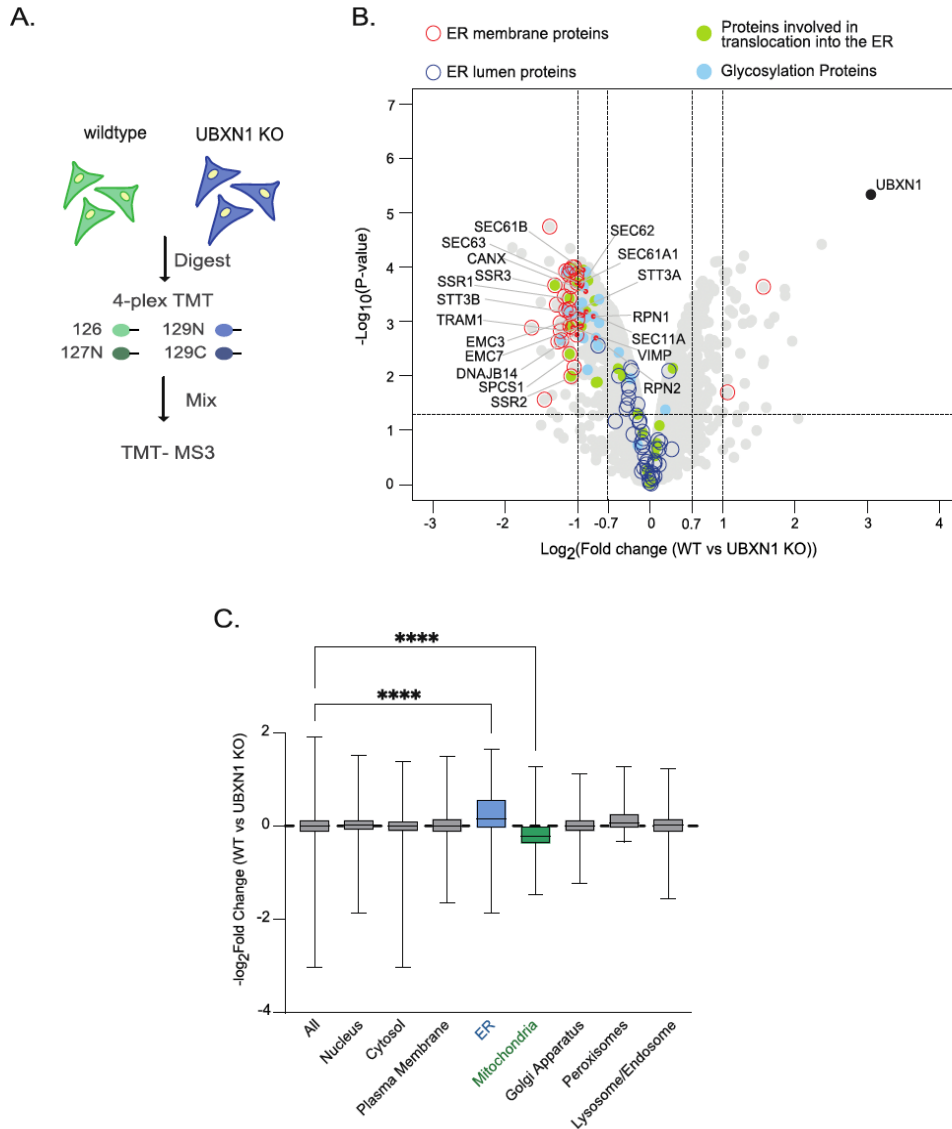 A.
wildtype
UBXN1 KO
Digest
4-plex TMT
126
129N
127N
129C
Mix
TMT- MS3
B.
ER membrane proteins
Proteins involved in
translocation into the ER
ER lumen proteins
Glycosylation Proteins
-Log10(P-value)
7
6
5
4
3
2
1
0
UBXN1
SEC61B
SEC62
SEC63
SEC61A1
CANX
SSR3
STT3A
SSR1
STT3B
RPN1
TRAM1
SEC11A
EMC3
VIMP
EMC7
DNAJB14
RPN2
SPCS1
SSR2
-3 -2 -1 -0.7 0 0.7 1 2 3 4
Log2(Fold change (WT vs UBXN1 KO))
C.
****
****
-log2Fold Change (WT vs UBXN1 KO)
2
0
-2
-4
All
Nucleus
Cytosol
Plasma Membrane
ER
Mitochondria
Golgi Apparatus
Peroxisomes
Lysosome/Endosome